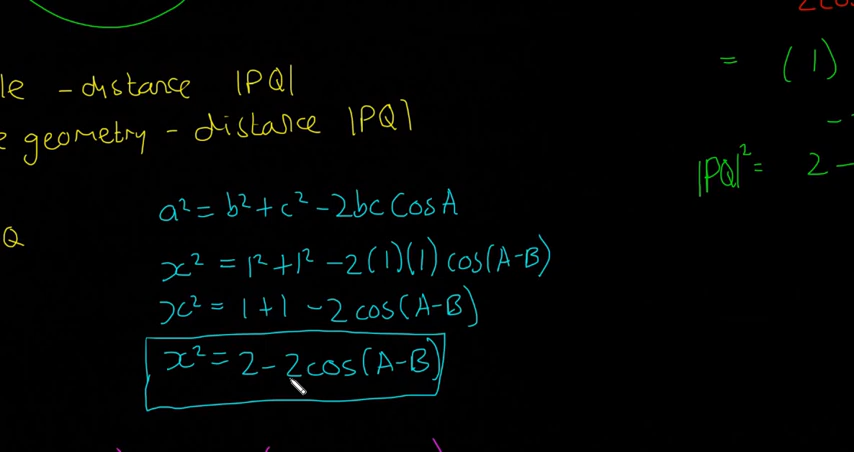 le - distance |PQ|
e geometry - distance |PQ|
Q
a² = b² + c² - 2bc Cos A
x² = 1² + 1² - 2(1)(1) cos(A-B)
x² = 1 + 1 - 2 cos(A-B)
x² = 2 - 2cos(A-B)
2cos
= (1)
-
|PQ|² = 2 -